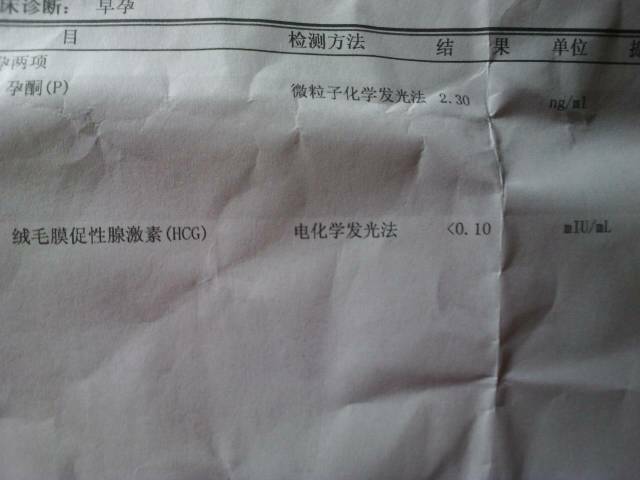 床诊断： 早孕
目 检测方法 结 果 单位
孕两项
孕酮(P) 微粒子化学发光法 2.30 ng/ml
绒毛膜促性腺激素(HCG) 电化学发光法 <0.10 mIU/mL